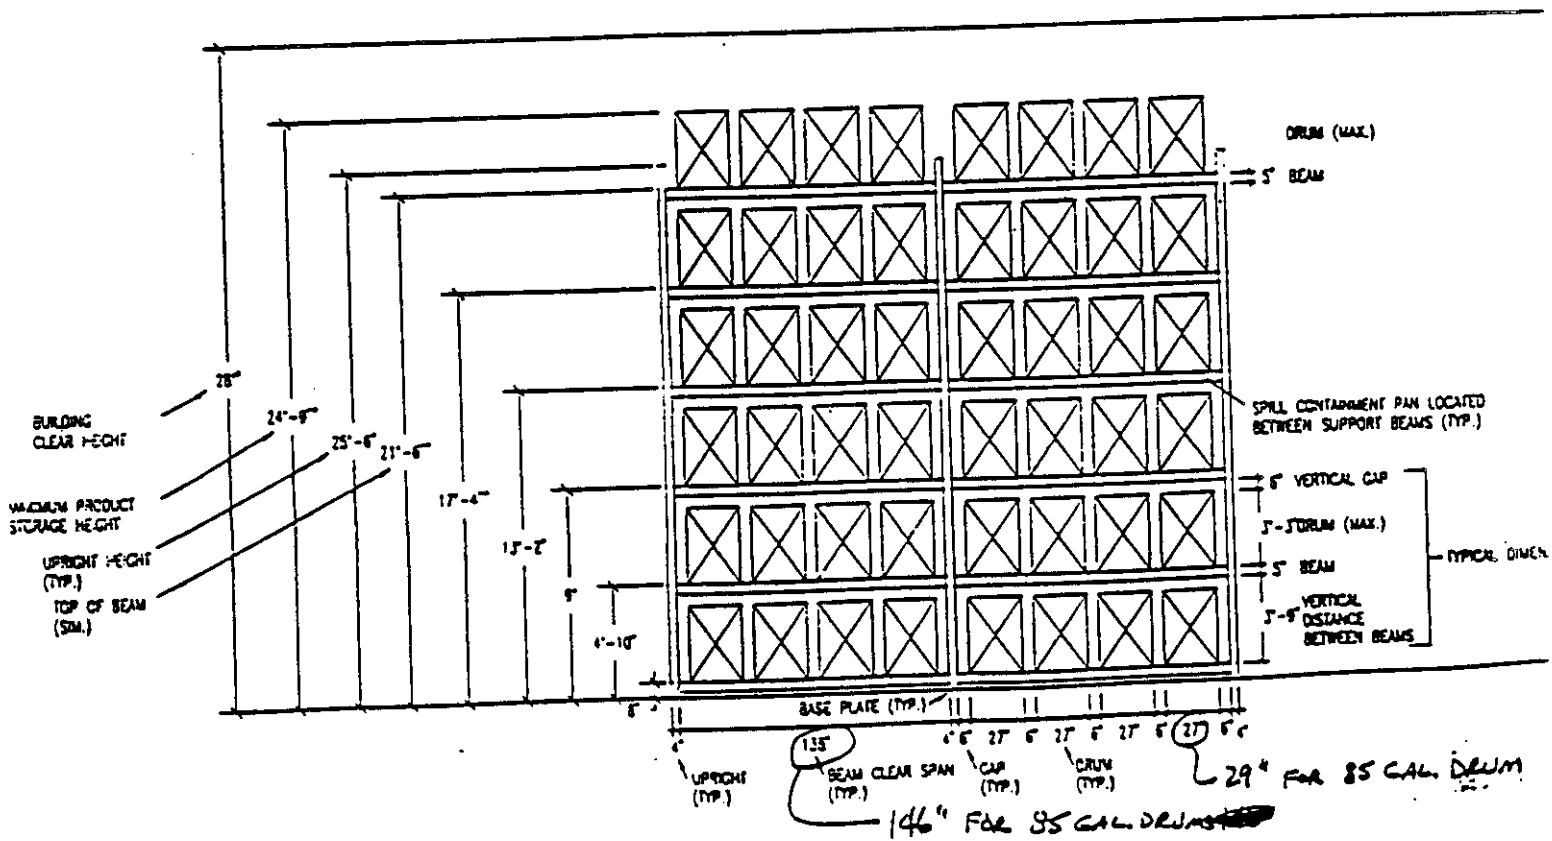 DRUM (MAX.)
5" BEAM
28'
BUILDING
CLEAR HEIGHT
24'-9"
25'-6"
21'-6"
MAXIMUM PRODUCT
STORAGE HEIGHT
UPRIGHT HEIGHT
(TYP.)
TOP OF BEAM
(SIM.)
17'-4"
13'-2"
9'
4'-10"
8"
SPILL CONTAINMENT PAN LOCATED
BETWEEN SUPPORT BEAMS (TYP.)
6" VERTICAL GAP
3'-3" DRUM (MAX.)
5" BEAM
3'-9" VERTICAL
DISTANCE
BETWEEN BEAMS
TYPICAL DIMEN.
BASE PLATE (TYP.)
4" 135" 4" 6" 27" 6" 27" 6" 27" 6" 27" 6"
UPRIGHT
(TYP.)
BEAM CLEAR SPAN
(TYP.)
GAP
(TYP.)
DRUM
(TYP.)
29" FOR 85 GAL. DRUM
146" FOR 85 GAL. DRUMS